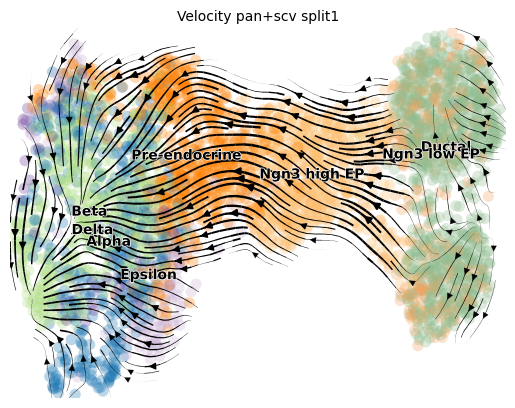 Velocity pan+scv split1
Ductal
Ngn3 low EP
Pre-endocrine
Ngn3 high EP
Beta
Delta
Alpha
Epsilon